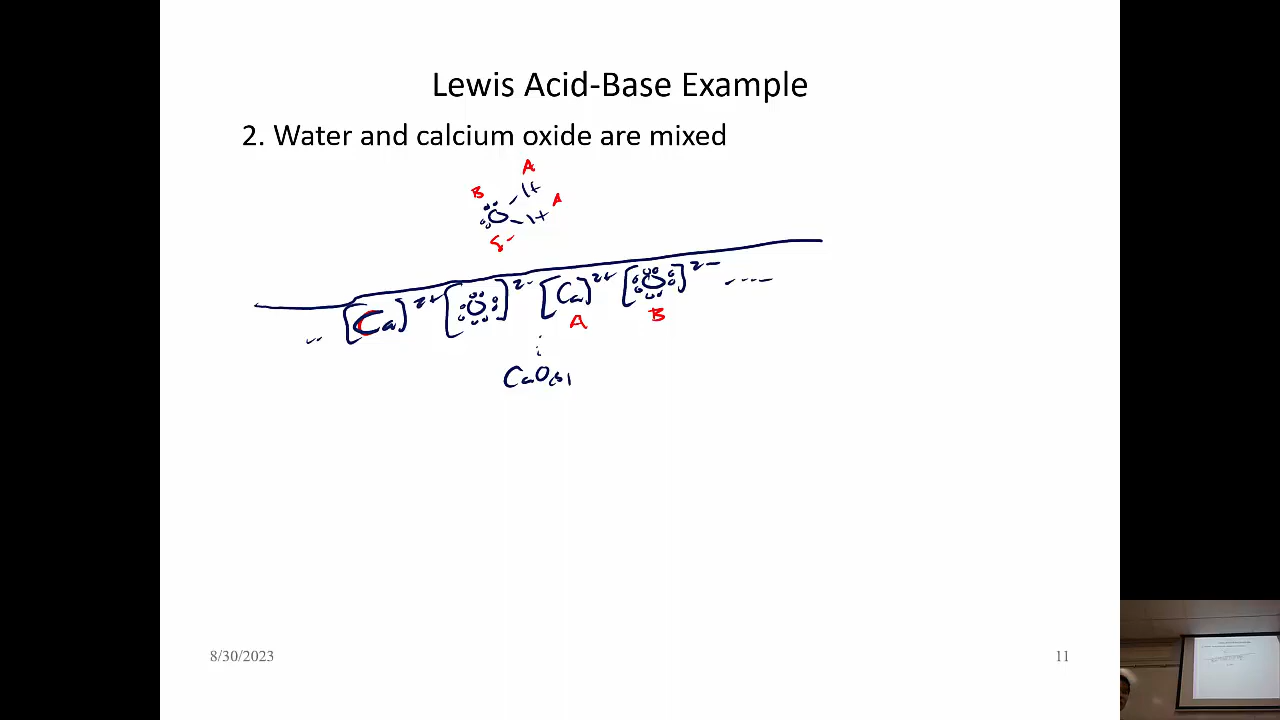 Lewis Acid-Base Example
2. Water and calcium oxide are mixed
A
B H A
O H
δ-
[Ca]2+ [O]2- [Ca]2+ [O]2- ----
A B
CaO(s)
8/30/2023 11